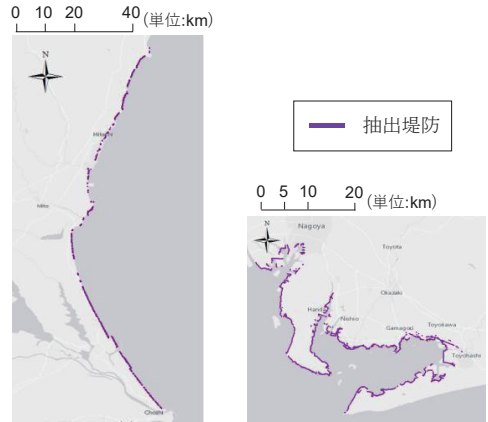 0 10 20 40 (単位:km)
N
Hitachi
Mito
Choshi
抽出堤防
0 5 10 20 (単位:km)
N
Nagoya
Toyota
Okazaki
Handa
Nishio
Gamagori
Toyokawa
Toyohashi